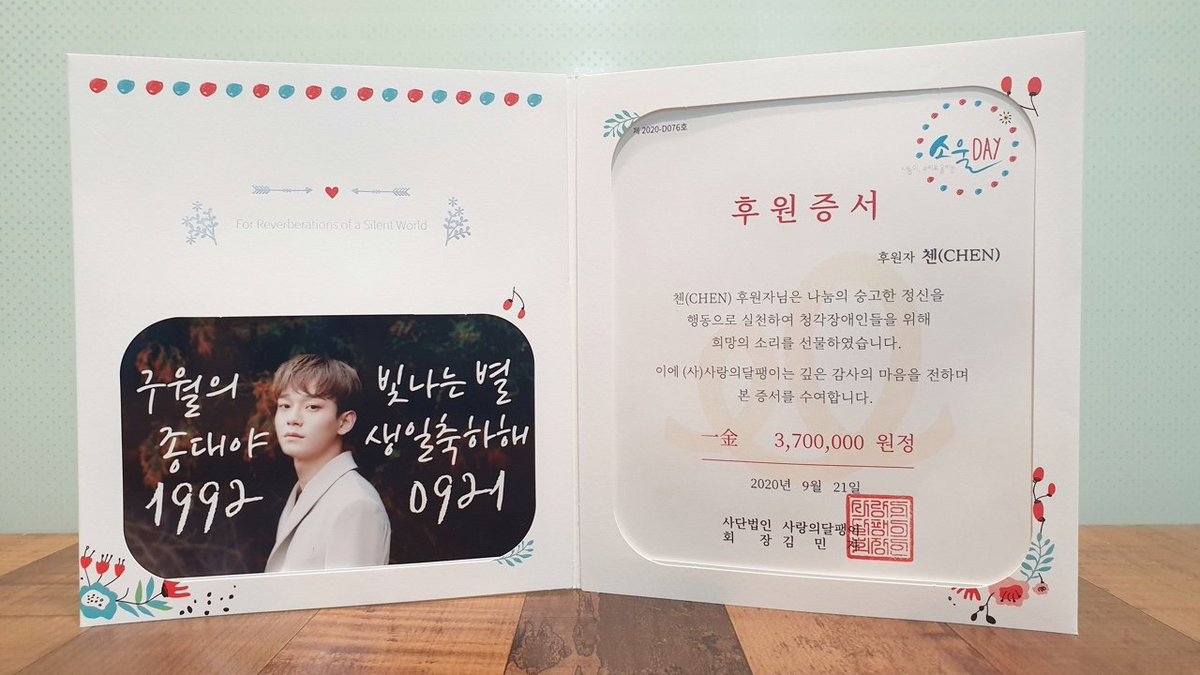 For Reverberations of a Silent World
구월의
종대야
1992
빛나는 별
생일축하해
0921
제 2020-D076호
소울DAY
후원증서
후원자 첸(CHEN)
첸(CHEN) 후원자님은 나눔의 숭고한 정신을
행동으로 실천하여 청각장애인들을 위해
희망의 소리를 선물하였습니다.
이에 (사)사랑의달팽이는 깊은 감사의 마음을 전하며
본 증서를 수여합니다.
一金 3,700,000 원정
2020년 9월 21일
사단법인 사랑의달팽이
회 장 김 민